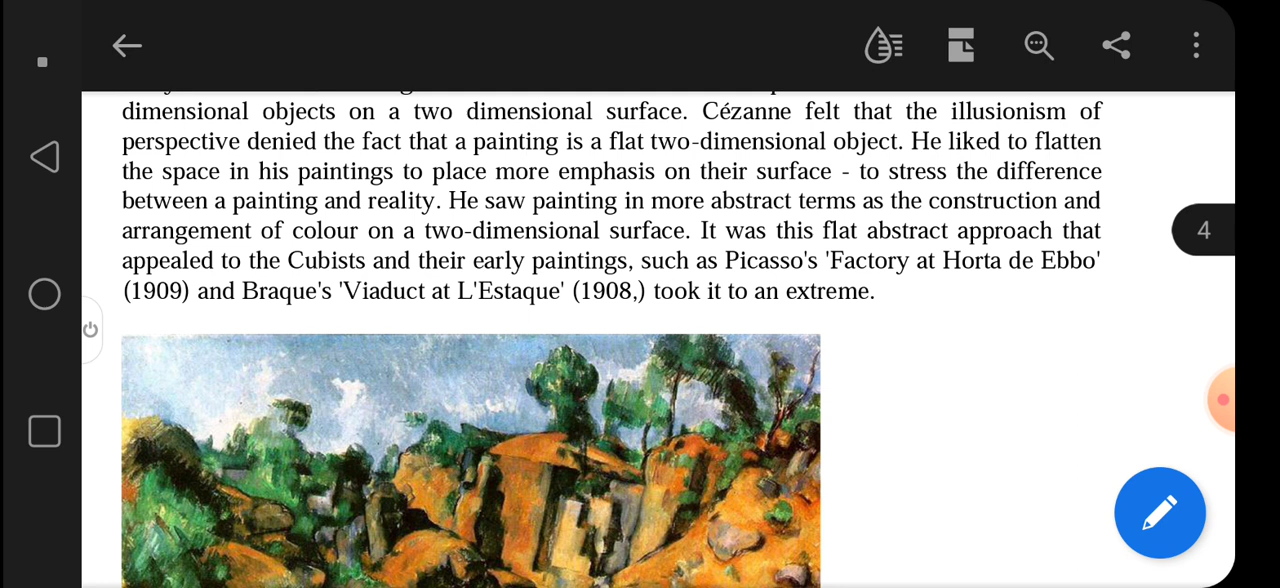 dimensional objects on a two dimensional surface. Cézanne felt that the illusionism of
perspective denied the fact that a painting is a flat two-dimensional object. He liked to flatten
the space in his paintings to place more emphasis on their surface - to stress the difference
between a painting and reality. He saw painting in more abstract terms as the construction and
arrangement of colour on a two-dimensional surface. It was this flat abstract approach that
appealed to the Cubists and their early paintings, such as Picasso's 'Factory at Horta de Ebbo'
(1909) and Braque's 'Viaduct at L'Estaque' (1908,) took it to an extreme.
4